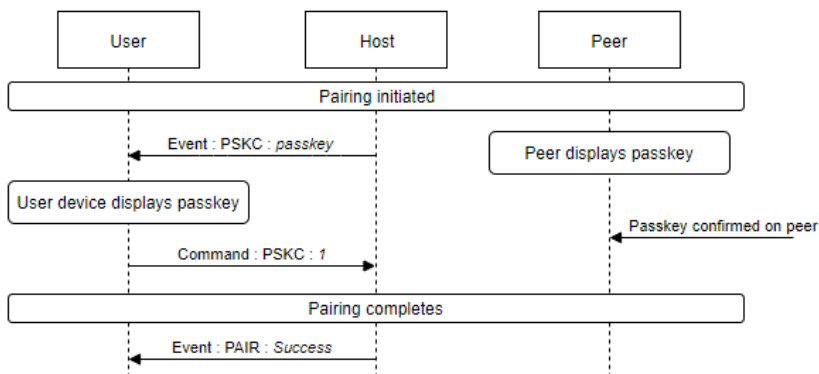 User
Host
Peer
Pairing initiated
Event : PSKC : passkey
Peer displays passkey
User device displays passkey
Passkey confirmed on peer
Command : PSKC : 1
Pairing completes
Event : PAIR : Success